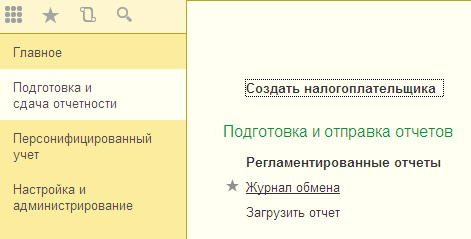 Главное
Подготовка и
сдача отчетности
Персонифицированный
учет
Настройка и
администрирование
Создать налогоплательщика
Подготовка и отправка отчетов
Регламентированные отчеты
Журнал обмена
Загрузить отчет